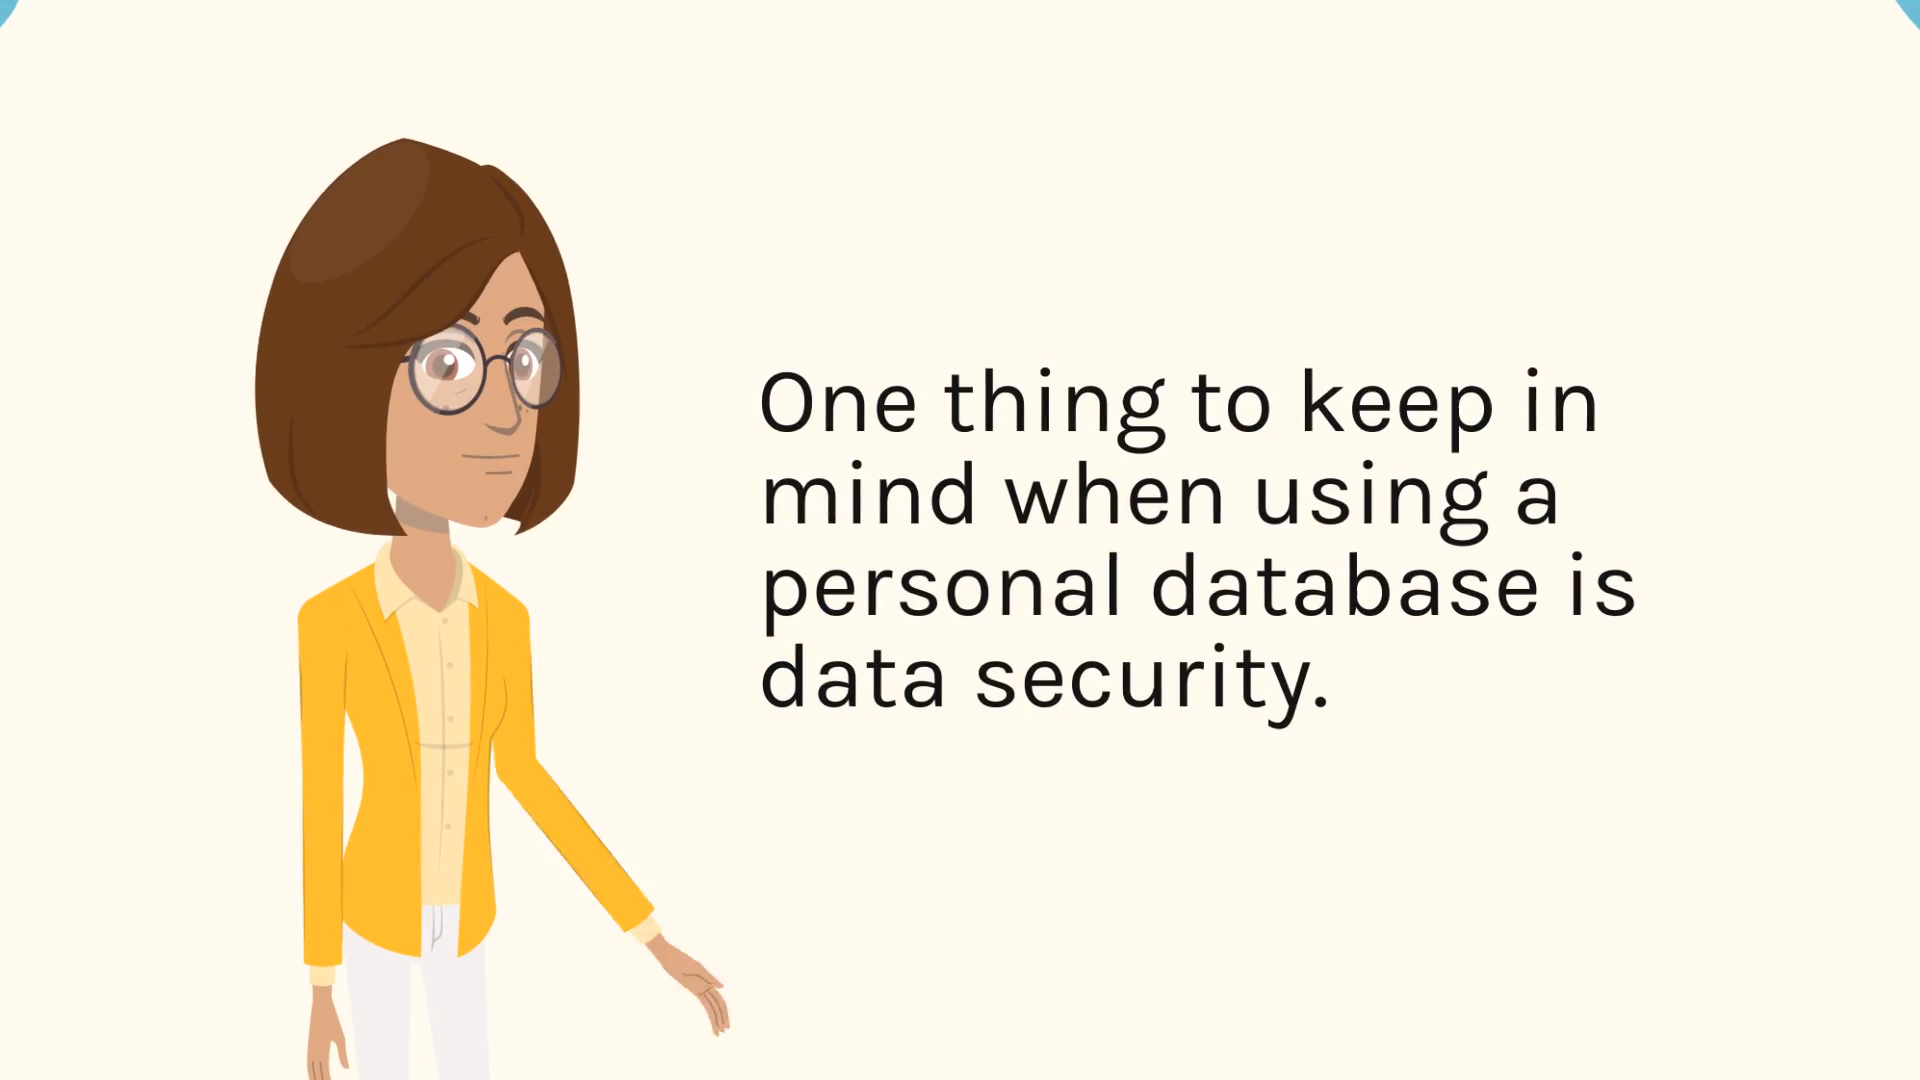 One thing to keep in
mind when using a
personal database is
data security.